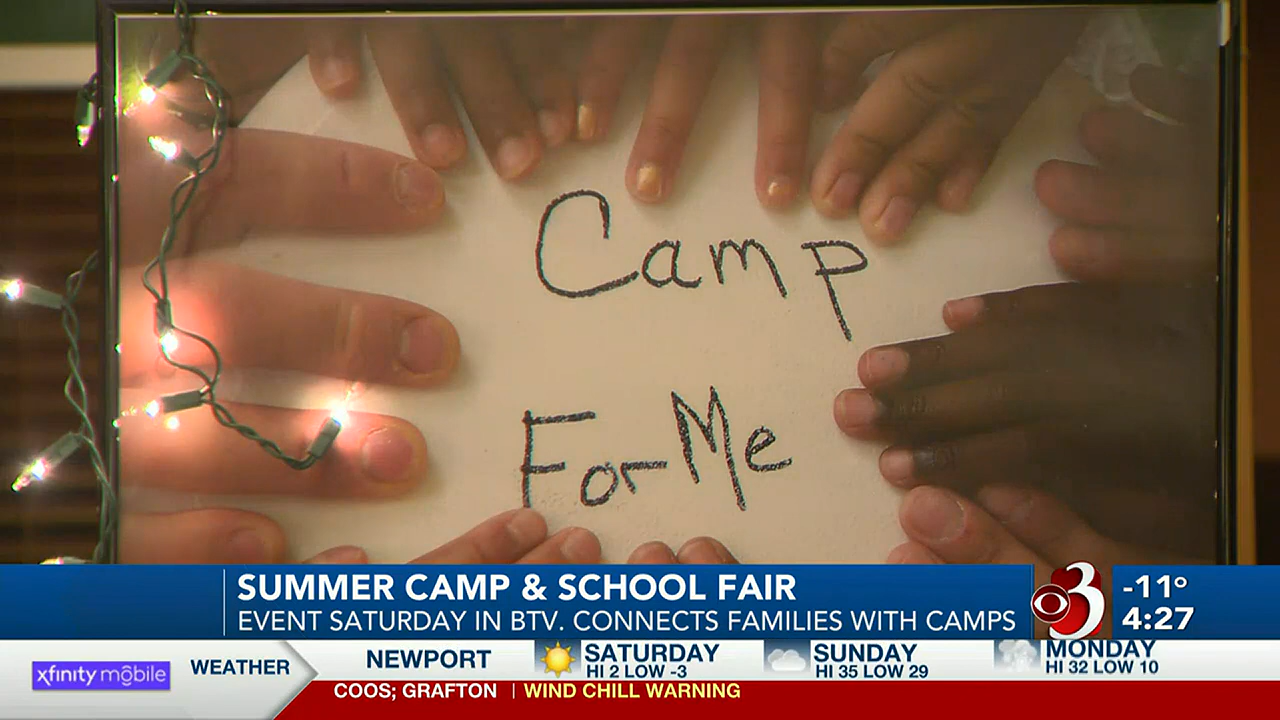 Camp
For Me
SUMMER CAMP & SCHOOL FAIR
EVENT SATURDAY IN BTV. CONNECTS FAMILIES WITH CAMPS
3
-11°
4:27
xfinity mobile
WEATHER
NEWPORT
SATURDAY
HI 2 LOW -3
SUNDAY
HI 35 LOW 29
MONDAY
HI 32 LOW 10
COOS; GRAFTON | WIND CHILL WARNING